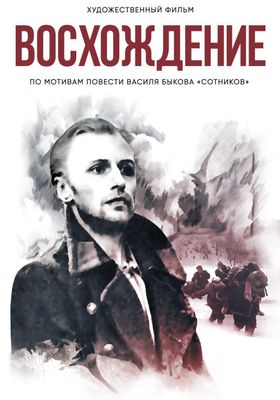 ХУДОЖЕСТВЕННЫЙ ФИЛЬМ
ВОСХОЖДЕНИЕ
ПО МОТИВАМ ПОВЕСТИ ВАСИЛЯ БЫКОВА «СОТНИКОВ»